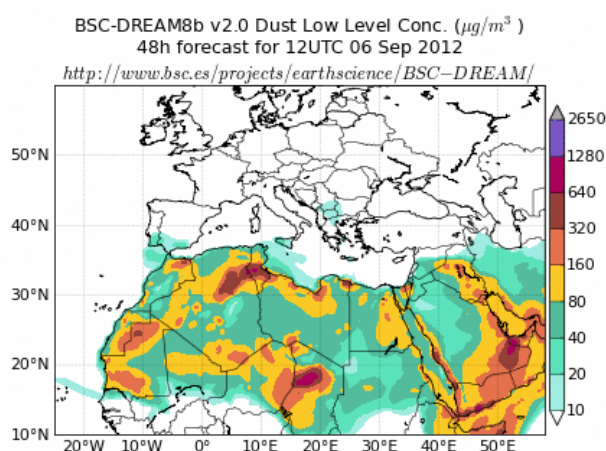 BSC-DREAM8b v2.0 Dust Low Level Conc. (μg/m³ )
48h forecast for 12UTC 06 Sep 2012
http://www.bsc.es/projects/earthscience/BSC−DREAM/
2650
1280
640
320
160
80
40
20
10
50°N
40°N
30°N
20°N
10°N
20°W
10°W
0°
10°E
20°E
30°E
40°E
50°E